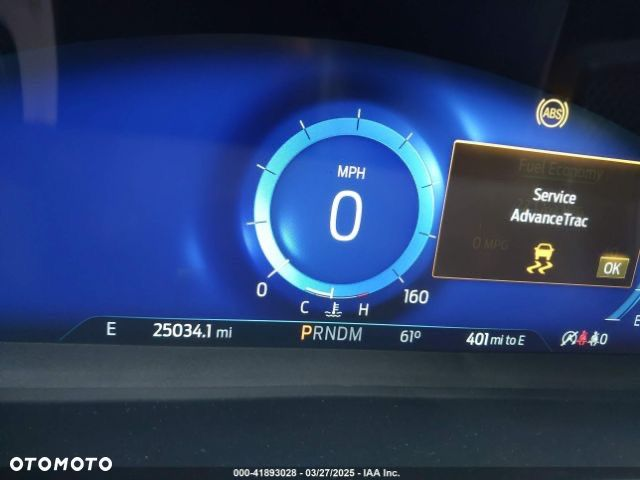 ABS
Fuel Economy
MPH
Service
AdvanceTrac
0
0 MPG
OK
0
160
C
H
E
E 25034.1 mi PRNDM 61° 401 mi to E 0
OTOMOTO
000-41893028 - 03/27/2025 - IAA Inc.